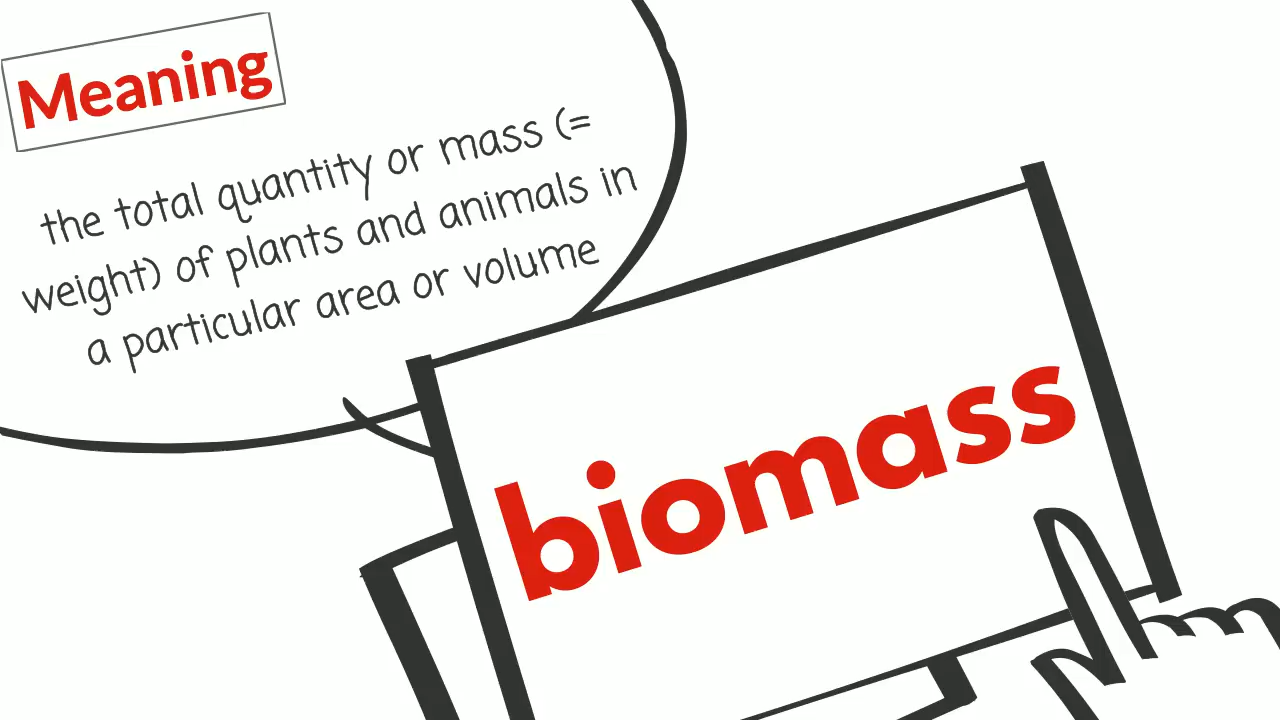 Meaning
the total quantity or mass (=
weight) of plants and animals in
a particular area or volume
biomass